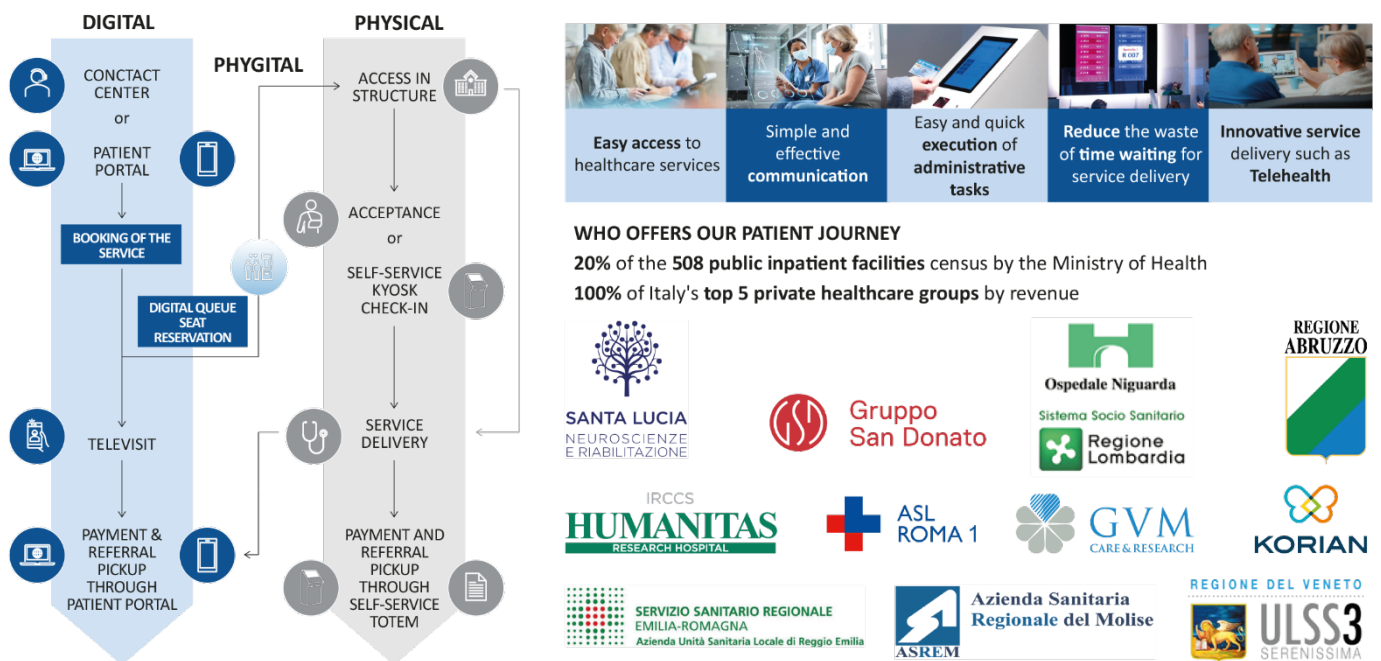 DIGITAL
PHYSICAL
PHYGITAL
CONCTACT
CENTER
or
PATIENT
PORTAL
BOOKING OF THE
SERVICE
DIGITAL QUEUE
SEAT
RESERVATION
TELEVISIT
PAYMENT &
REFERRAL
PICKUP
THROUGH
PATIENT PORTAL
ACCESS IN
STRUCTURE
ACCEPTANCE
or
SELF-SERVICE
KYOSK
CHECK-IN
SERVICE
DELIVERY
PAYMENT AND
REFERRAL
PICKUP
THROUGH
SELF-SERVICE
TOTEM
R 007
Easy access to
healthcare services
Simple and
effective
communication
Easy and quick
execution of
administrative
tasks
Reduce the waste
of time waiting for
service delivery
Innovative service
delivery such as
Telehealth
WHO OFFERS OUR PATIENT JOURNEY
20% of the 508 public inpatient facilities census by the Ministry of Health
100% of Italy's top 5 private healthcare groups by revenue
SANTA LUCIA
NEUROSCIENZE
E RIABILITAZIONE
GSD
Gruppo
San Donato
Ospedale Niguarda
Sistema Socio Sanitario
Regione
Lombardia
REGIONE
ABRUZZO
IRCCS
HUMANITAS
RESEARCH HOSPITAL
ASL
ROMA 1
GVM
CARE & RESEARCH
KORIAN
SERVIZIO SANITARIO REGIONALE
EMILIA-ROMAGNA
Azienda Unità Sanitaria Locale di Reggio Emilia
ASREM
Azienda Sanitaria
Regionale del Molise
REGIONE DEL VENETO
ULSS3
SERENISSIMA